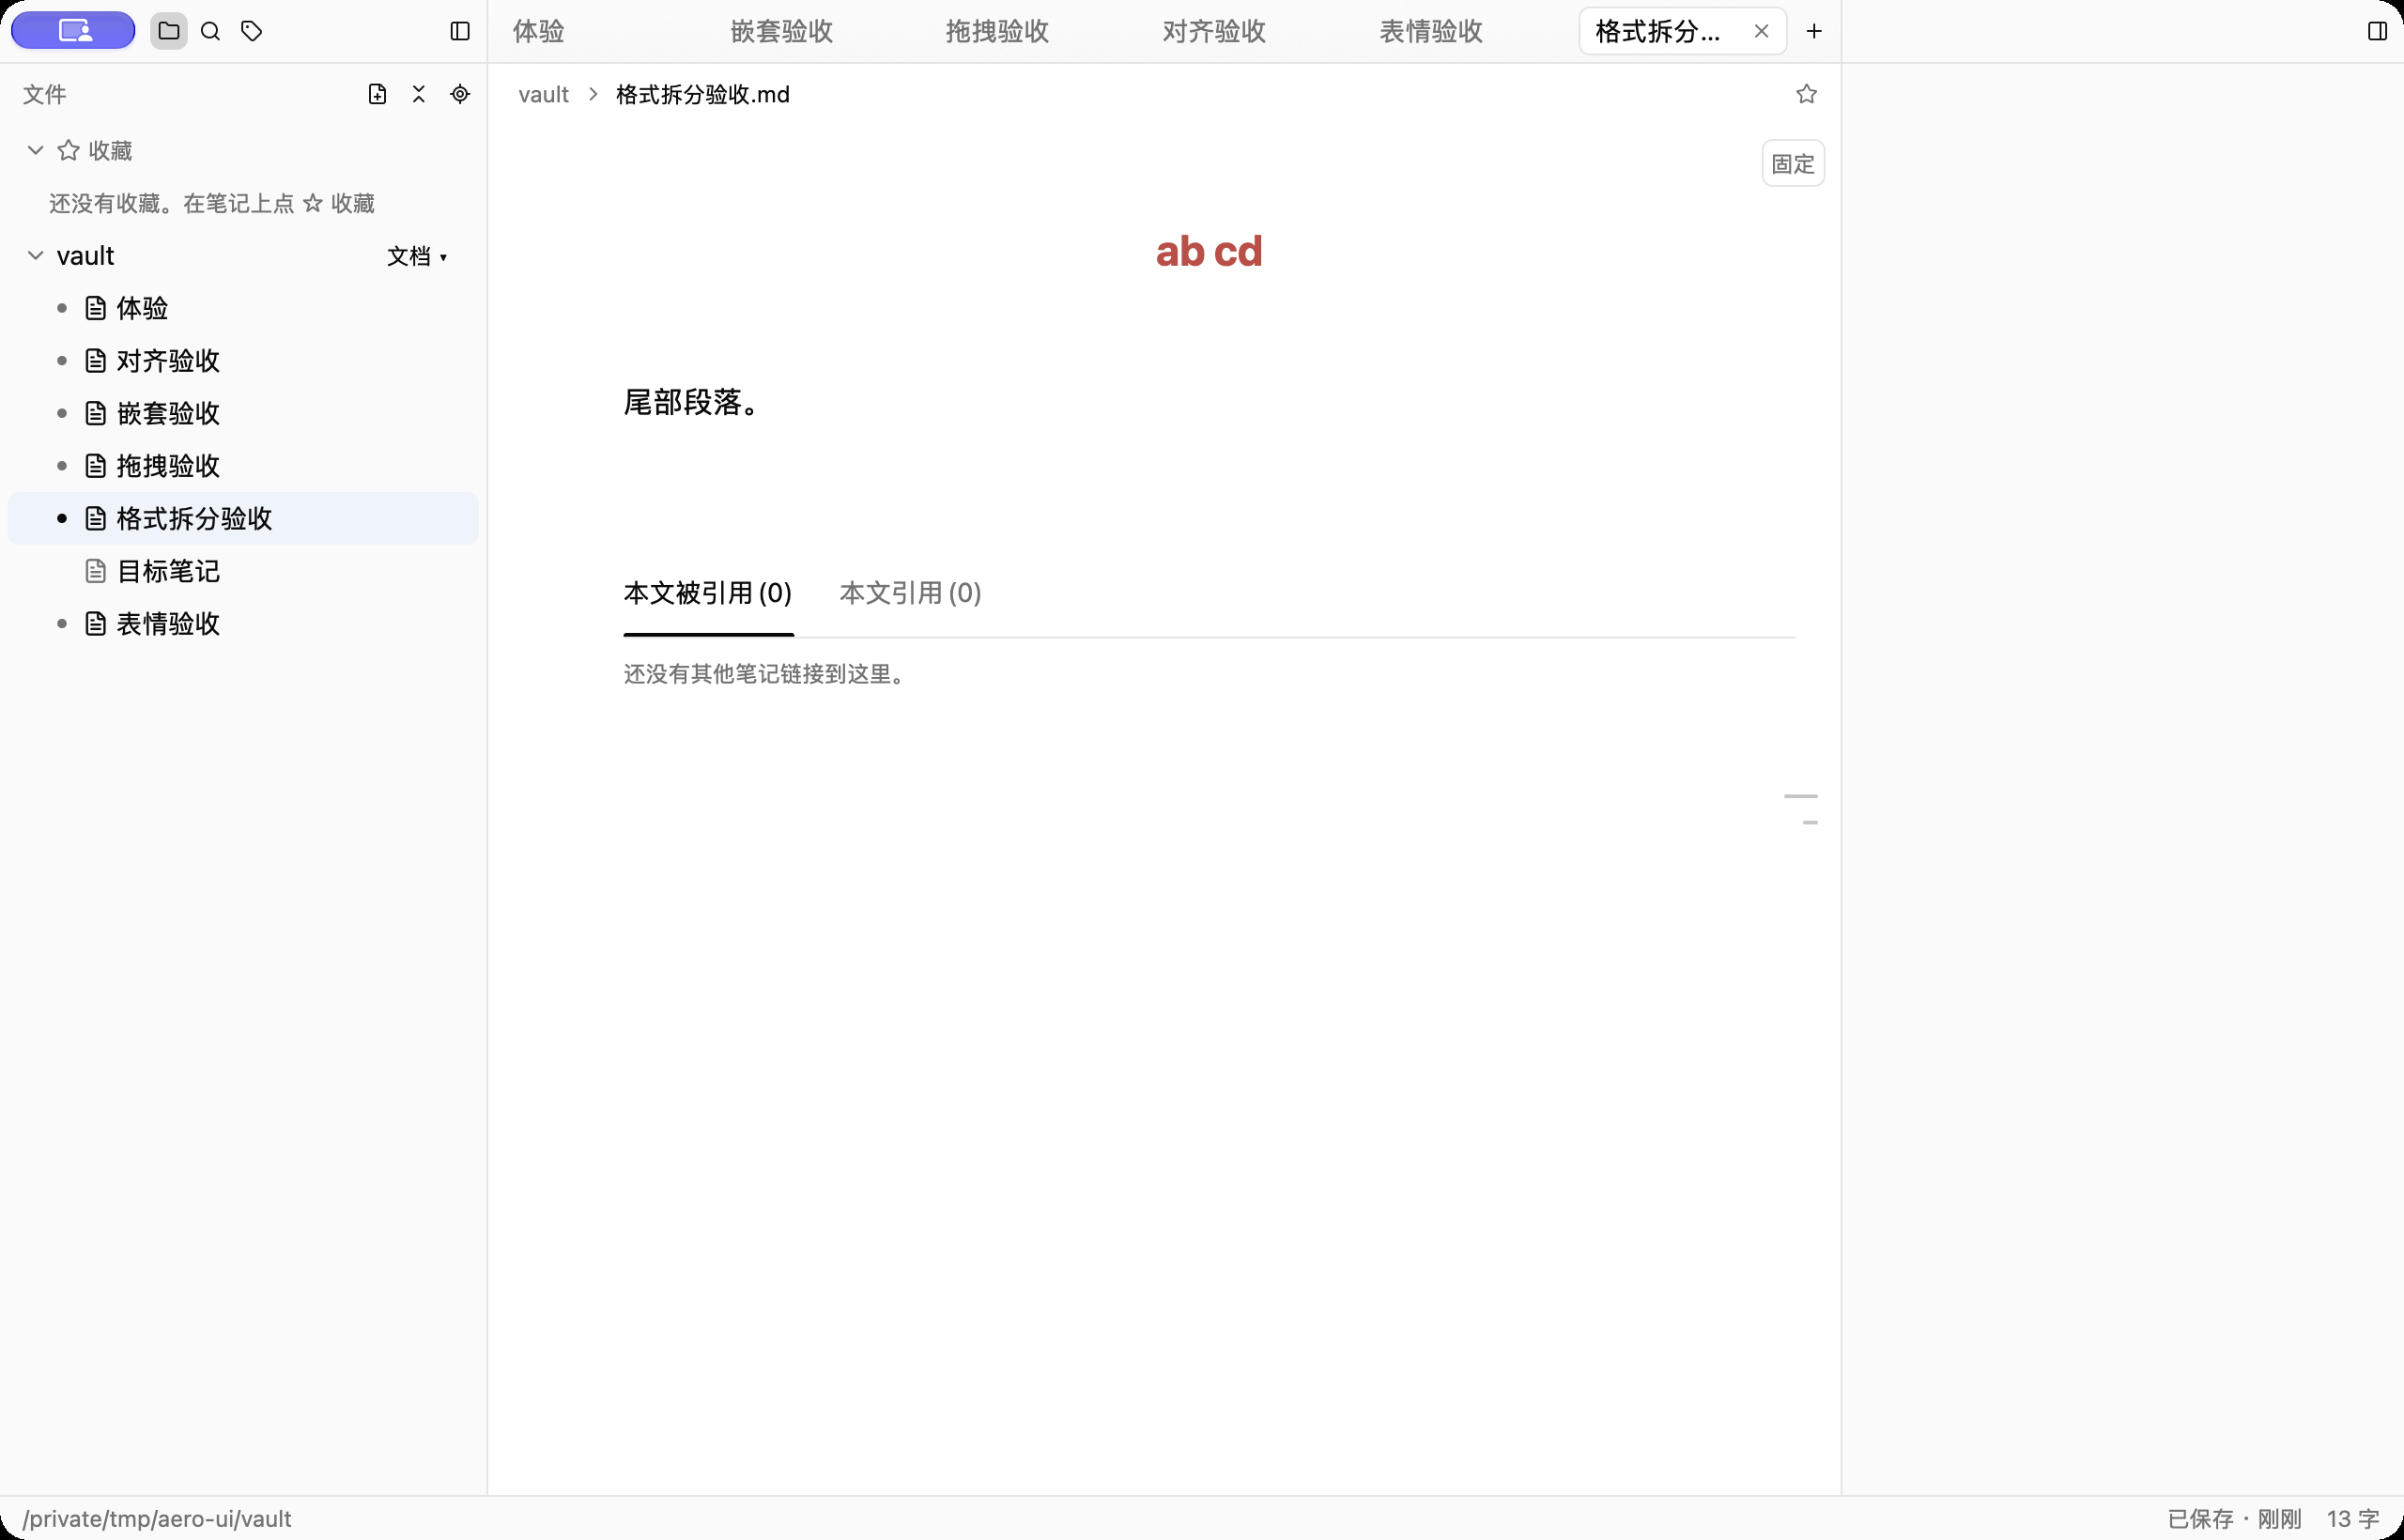 体验
嵌套验收
拖拽验收
对齐验收
表情验收
格式拆分...
文件
vault
格式拆分验收.md
收藏
固定
还没有收藏。在笔记上点 ☆ 收藏
vault
文档
体验
对齐验收
嵌套验收
拖拽验收
格式拆分验收
目标笔记
表情验收
ab cd
尾部段落。
本文被引用 (0)
本文引用 (0)
还没有其他笔记链接到这里。
/private/tmp/aero-ui/vault
已保存 · 刚刚
13 字